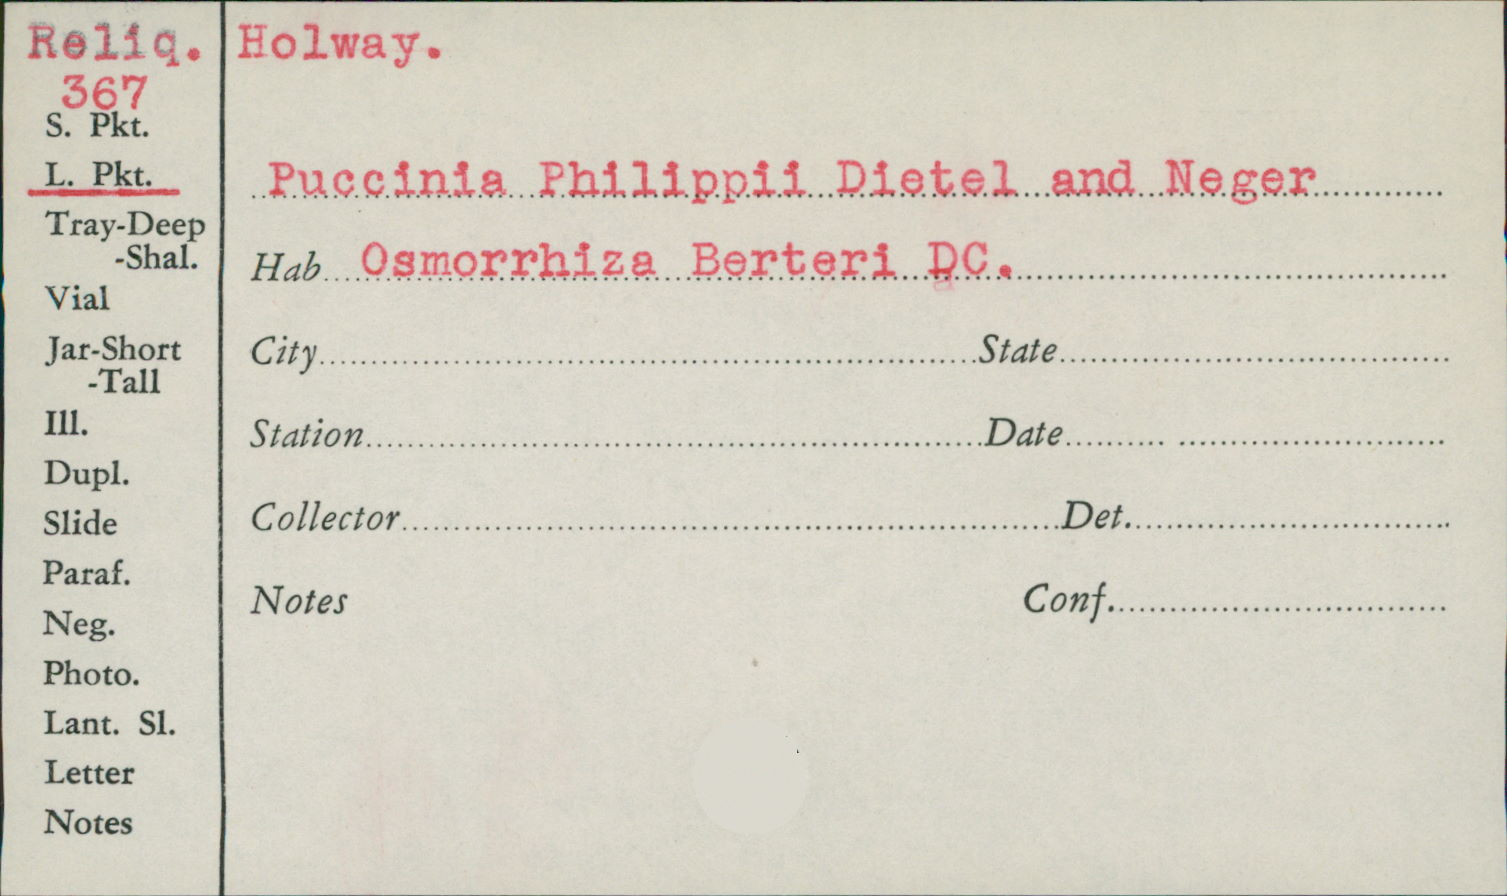 Reliq. Holway.
367
S. Pkt.
L. Pkt. Puccinia Philippii Dietel and Neger
Tray-Deep
-Shal.
Hab Osmorrhiza Berteri DC.
Vial
Jar-Short
-Tall
City State
Ill.
Station Date
Dupl.
Slide
Collector Det.
Paraf.
Neg.
Notes Conf.
Photo.
Lant. Sl.
Letter
Notes